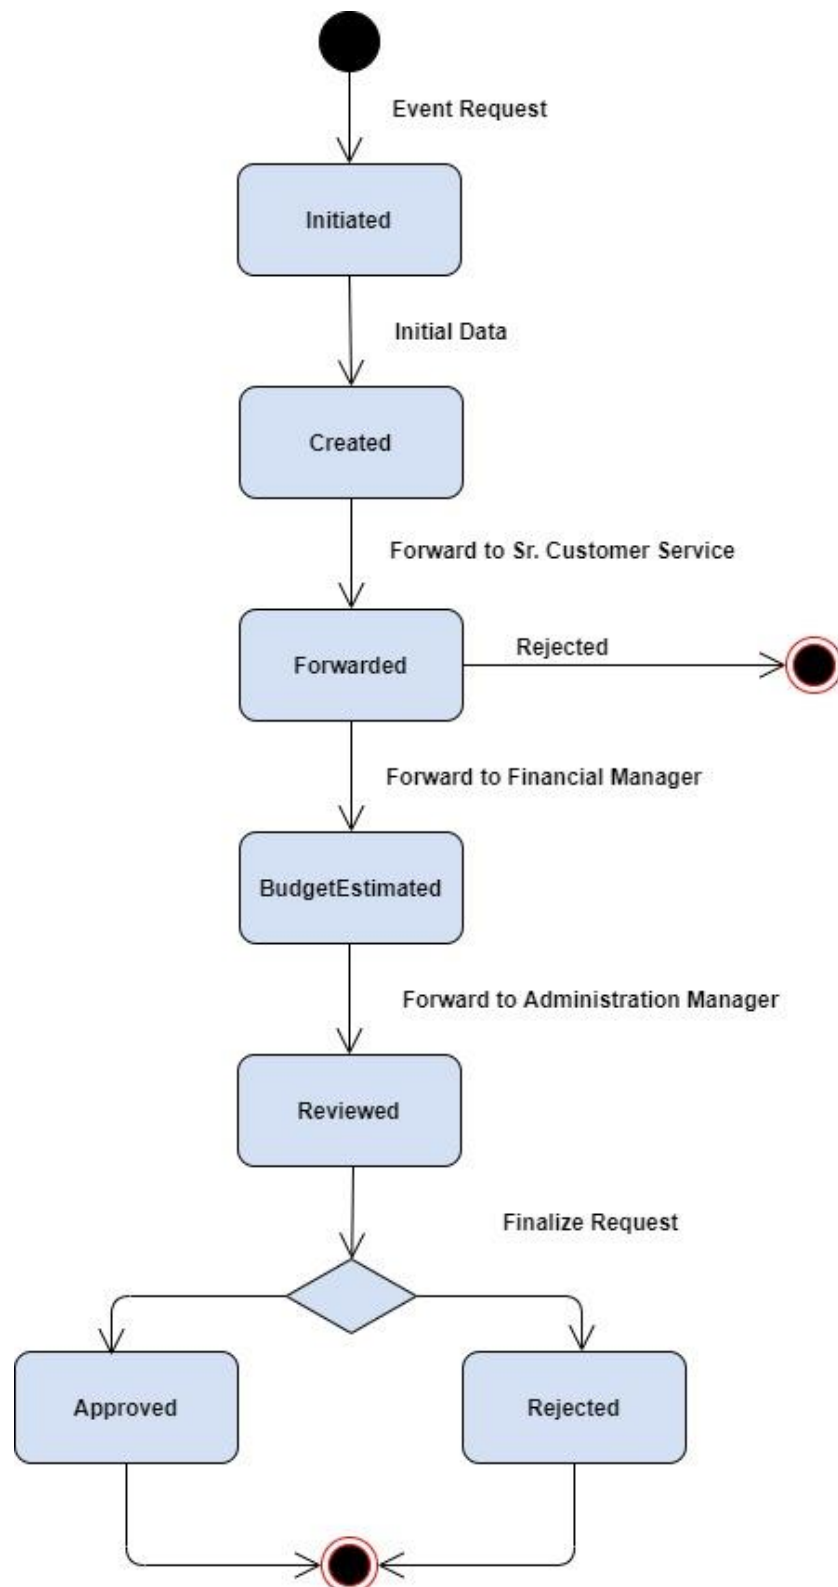 Event Request
Initiated
Initial Data
Created
Forward to Sr. Customer Service
Forwarded
Rejected
Forward to Financial Manager
BudgetEstimated
Forward to Administration Manager
Reviewed
Finalize Request
Approved
Rejected